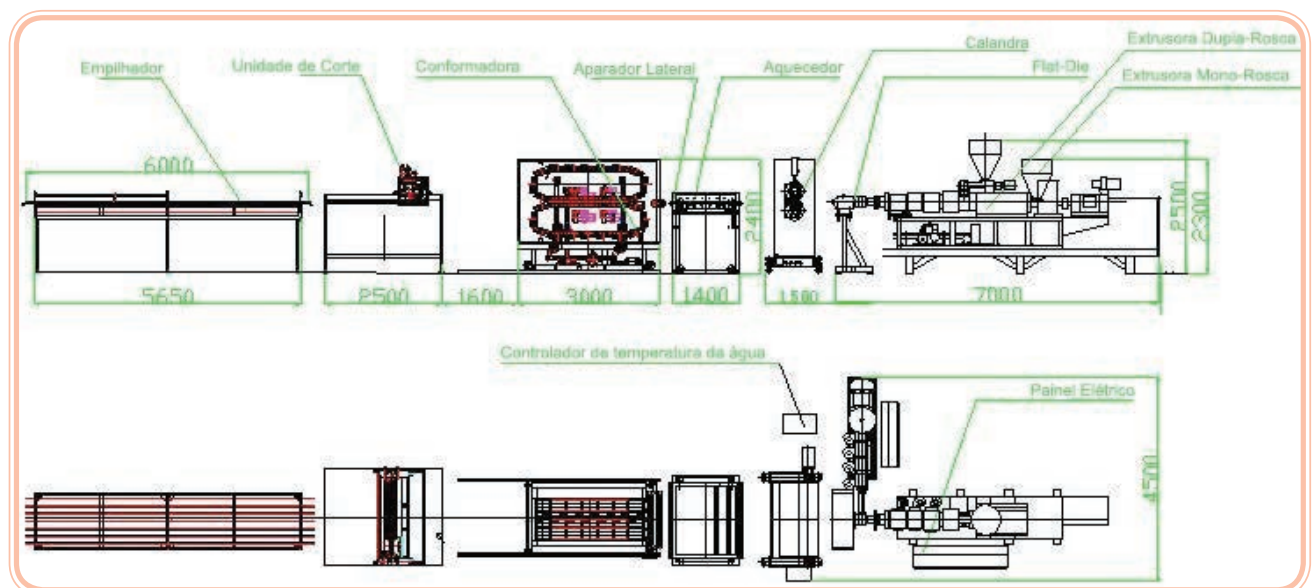 Empilhador
Unidade de Corte
Conformadora
Aparador Lateral
Aquecedor
Calandra
Flat-Die
Extrusora Dupla-Rosca
Extrusora Mono-Rosca
6000
2400
2500
2300
5650
2500
1600
3000
1400
1500
7000
Controlador de temperatura da água
Painel Elétrico
4500